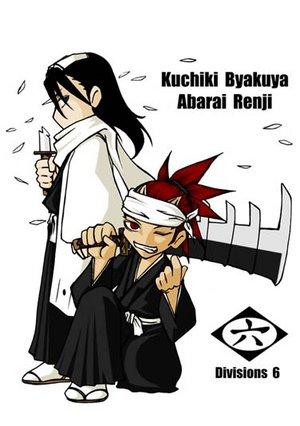 Kuchiki Byakuya
Abarai Renji
六
Divisions 6